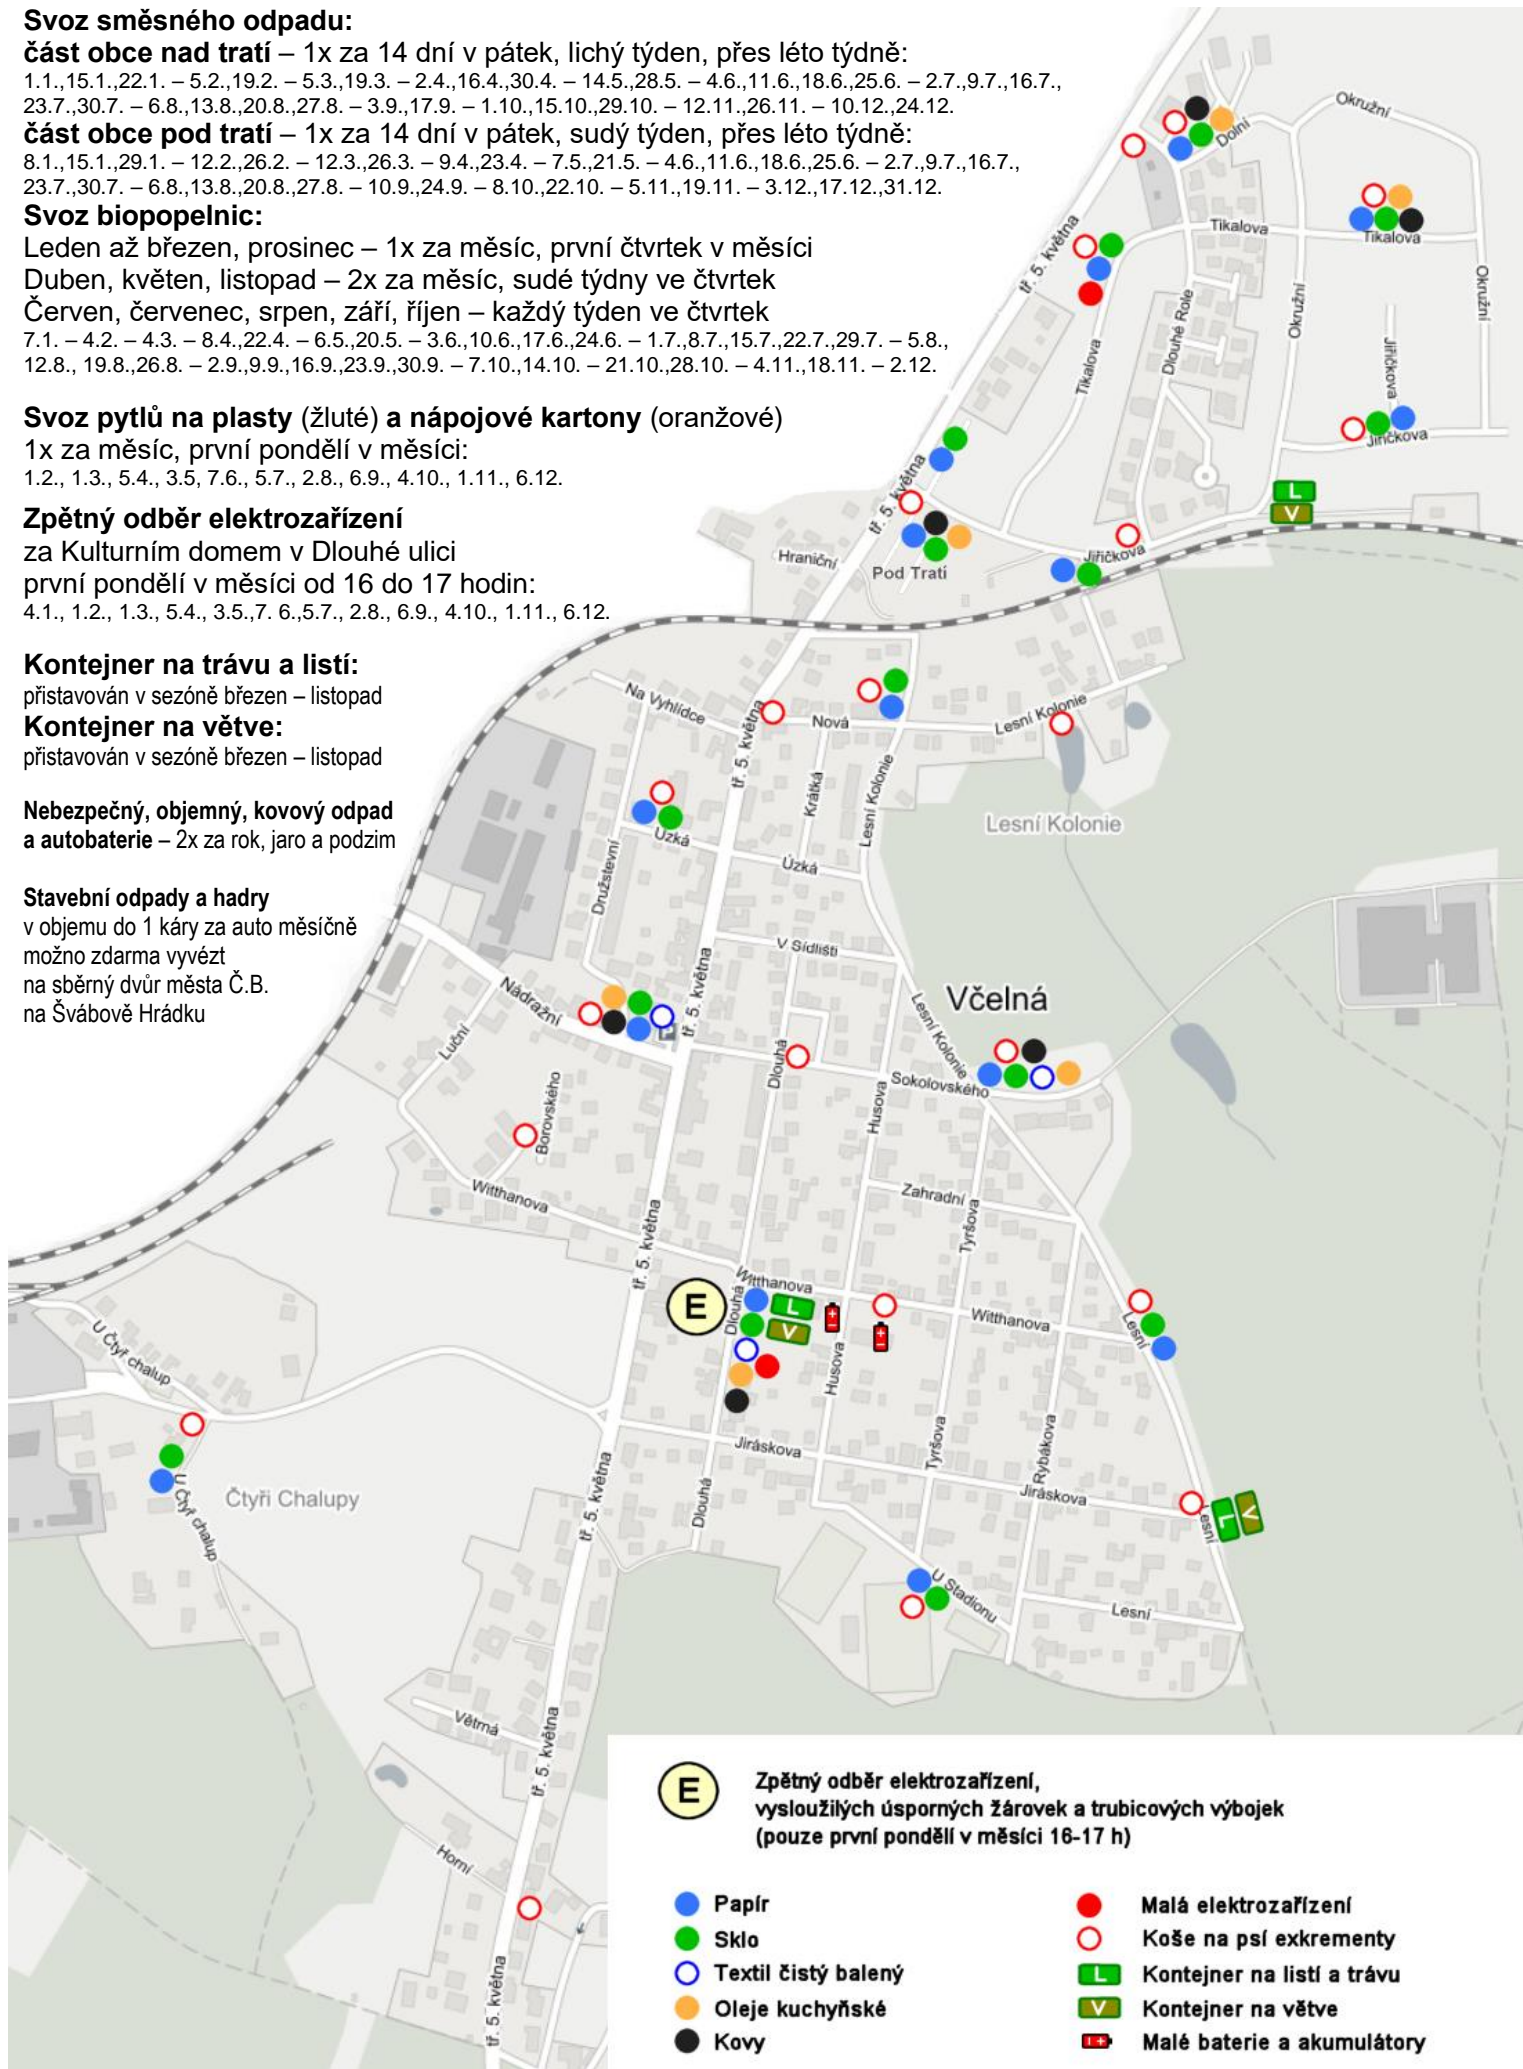 Svoz směsného odpadu:
část obce nad tratí – 1x za 14 dní v pátek, lichý týden, přes léto týdně:
1.1.,15.1.,22.1. – 5.2.,19.2. – 5.3.,19.3. – 2.4.,16.4.,30.4. – 14.5.,28.5. – 4.6.,11.6.,18.6.,25.6. – 2.7.,9.7.,16.7.,
23.7.,30.7. – 6.8.,13.8.,20.8.,27.8. – 3.9.,17.9. – 1.10.,15.10.,29.10. – 12.11.,26.11. – 10.12.,24.12.
část obce pod tratí – 1x za 14 dní v pátek, sudý týden, přes léto týdně:
8.1.,15.1.,29.1. – 12.2.,26.2. – 12.3.,26.3. – 9.4.,23.4. – 7.5.,21.5. – 4.6.,11.6.,18.6.,25.6. – 2.7.,9.7.,16.7.,
23.7.,30.7. – 6.8.,13.8.,20.8.,27.8. – 10.9.,24.9. – 8.10.,22.10. – 5.11.,19.11. – 3.12.,17.12.,31.12.
Svoz biopopelnic:
Leden až březen, prosinec – 1x za měsíc, první čtvrtek v měsíci
Duben, květen, listopad – 2x za měsíc, sudé týdny ve čtvrtek
Červen, červenec, srpen, září, říjen – každý týden ve čtvrtek
7.1. – 4.2. – 4.3. – 8.4.,22.4. – 6.5.,20.5. – 3.6.,10.6.,17.6.,24.6. – 1.7.,8.7.,15.7.,22.7.,29.7. – 5.8.,
12.8., 19.8.,26.8. – 2.9.,9.9.,16.9.,23.9.,30.9. – 7.10.,14.10. – 21.10.,28.10. – 4.11.,18.11. – 2.12.
Svoz pytlů na plasty (žluté) a nápojové kartony (oranžové)
1x za měsíc, první pondělí v měsíci:
1.2., 1.3., 5.4., 3.5, 7.6., 5.7., 2.8., 6.9., 4.10., 1.11., 6.12.
Zpětný odběr elektrozařízení
za Kulturním domem v Dlouhé ulici
první pondělí v měsíci od 16 do 17 hodin:
4.1., 1.2., 1.3., 5.4., 3.5.,7. 6.,5.7., 2.8., 6.9., 4.10., 1.11., 6.12.
Kontejner na trávu a listí:
přistavován v sezóně březen – listopad
Kontejner na větve:
přistavován v sezóně březen – listopad
Nebezpečný, objemný, kovový odpad
a autobaterie – 2x za rok, jaro a podzim
Stavební odpady a hadry
v objemu do 1 káry za auto měsíčně
možno zdarma vyvézt
na sběrný dvůr města Č.B.
na Švábově Hrádku
Okružní
Dolní
tř. 5. května
Tikalova
Tikalova
Okružní
Okružní
Dlouhé Role
Tikalova
Jiřičkova
Jiřičkova
L
V
tř. 5. května
Hraniční
Pod Tratí
Jiřičkova
Na Vyhlídce
tř. 5. května
Nová
Lesní Kolonie
Krátká
Lesní Kolonie
Lesní Kolonie
Úzká
Úzká
Družstevní
V Sídlišti
tř. 5. května
Nádražní
P
Lesní Kolonie
Včelná
Luční
Dlouhá
Sokolovského
Husova
Borovského
Witthanova
Zahradní
Tyršova
tř. 5. května
Witthanova
E
Dlouhá
L
V
Witthanova
Lesní
Husova
U Čtyř chalup
Jiráskova
Tyršova
Rybákova
Dlouhá
U Čtyř chalup
Čtyři Chalupy
tř. 5. května
Jiráskova
Lesní
L
V
U Stadionu
Lesní
Větrná
tř. 5. května
Horní
tř. 5. května
E
Zpětný odběr elektrozařízení,
vysloužilých úsporných žárovek a trubicových výbojek
(pouze první pondělí v měsíci 16-17 h)
Papír
Sklo
Textil čistý balený
Oleje kuchyňské
Kovy
Malá elektrozařízení
Koše na psí exkrementy
L Kontejner na listí a trávu
V Kontejner na větve
Malé baterie a akumulátory